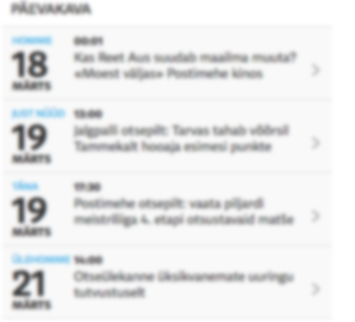 PÄEVAKAVA
HOMME
00:01
18
MÄRTS
Kas Reet Aus suudab maailma muuta?
«Moest väljas» Postimehe kinos
JUST NÜÜD
13:00
19
MÄRTS
Jalgpalli otsepilt: Tarvas tahab võõrsil
Tammekalt hooaja esimesi punkte
TÄNA
17:30
19
MÄRTS
Postimehe otsepilt: vaata piljardi
meistriliiga 4. etapi otsustavaid matše
ÜLEHOMME
14:00
21
MÄRTS
Otseülekanne üksikvanemate uuringu
tutvustuselt